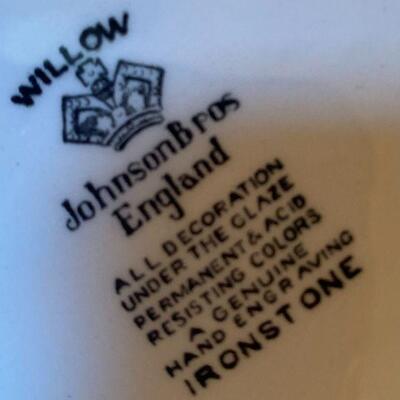 WILLOW
Johnson Bros
England
ALL DECORATION
UNDER THE GLAZE
PERMANENT & ACID
RESISTING COLORS
A GENUINE
HAND ENGRAVING
IRONSTONE